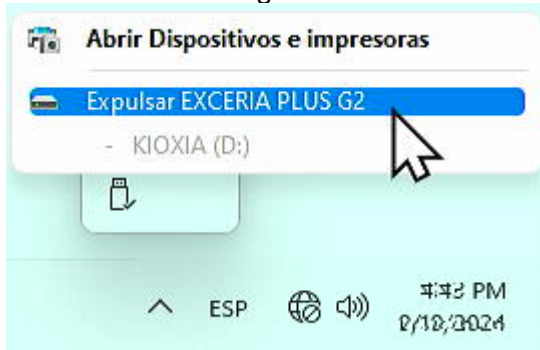 Abrir Dispositivos e impresoras
Expulsar EXCERIA PLUS G2
- KIOXIA (D:)
ESP
PM